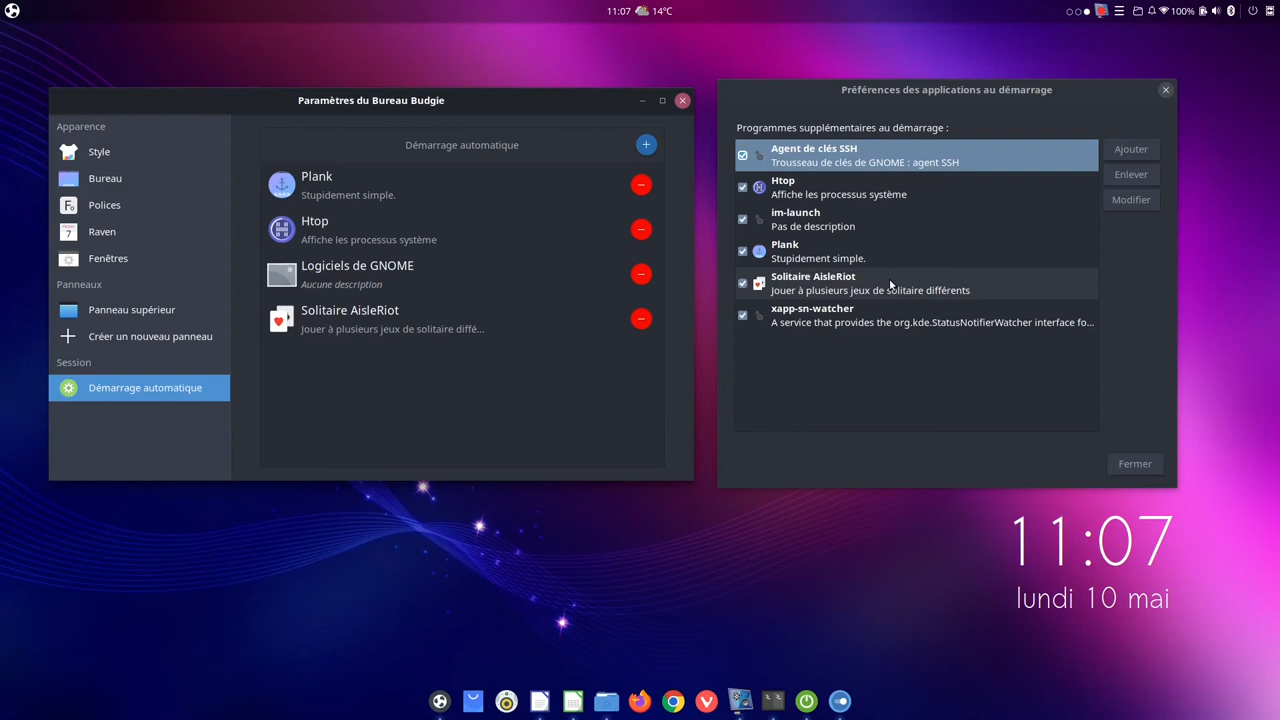 11:07 14°C
100%
Paramètres du Bureau Budgie
Apparence
Style
Bureau
Polices
Raven
Fenêtres
Panneaux
Panneau supérieur
Créer un nouveau panneau
Session
Démarrage automatique
Démarrage automatique
Plank
Stupidement simple.
Htop
Affiche les processus système
Logiciels de GNOME
Aucune description
Solitaire AisleRiot
Jouer à plusieurs jeux de solitaire diffé...
Préférences des applications au démarrage
Programmes supplémentaires au démarrage :
Agent de clés SSH
Trousseau de clés de GNOME : agent SSH
Htop
Affiche les processus système
im-launch
Pas de description
Plank
Stupidement simple.
Solitaire AisleRiot
Jouer à plusieurs jeux de solitaire différents
xapp-sn-watcher
A service that provides the org.kde.StatusNotifierWatcher interface fo...
Ajouter
Enlever
Modifier
Fermer
11:07
lundi 10 mai